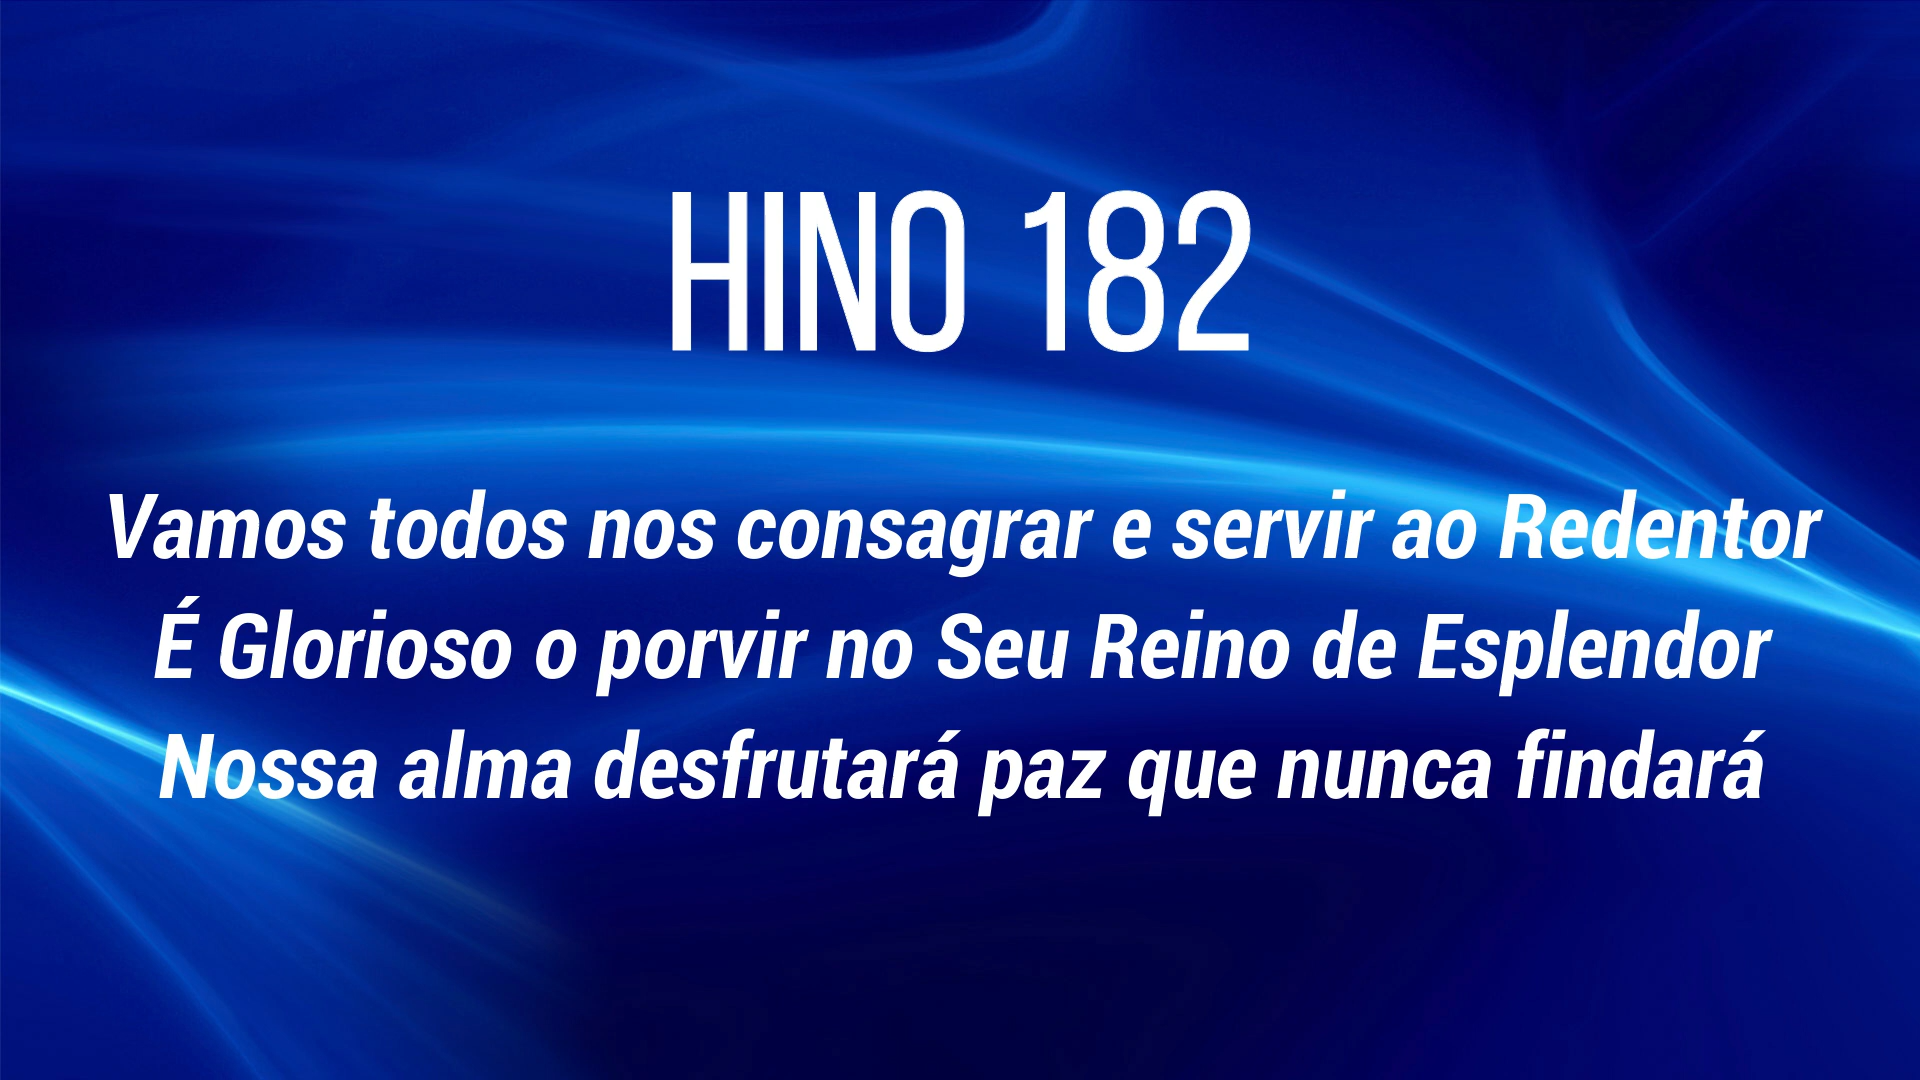 HINO 182
Vamos todos nos consagrar e servir ao Redentor
É Glorioso o porvir no Seu Reino de Esplendor
Nossa alma desfrutará paz que nunca findará